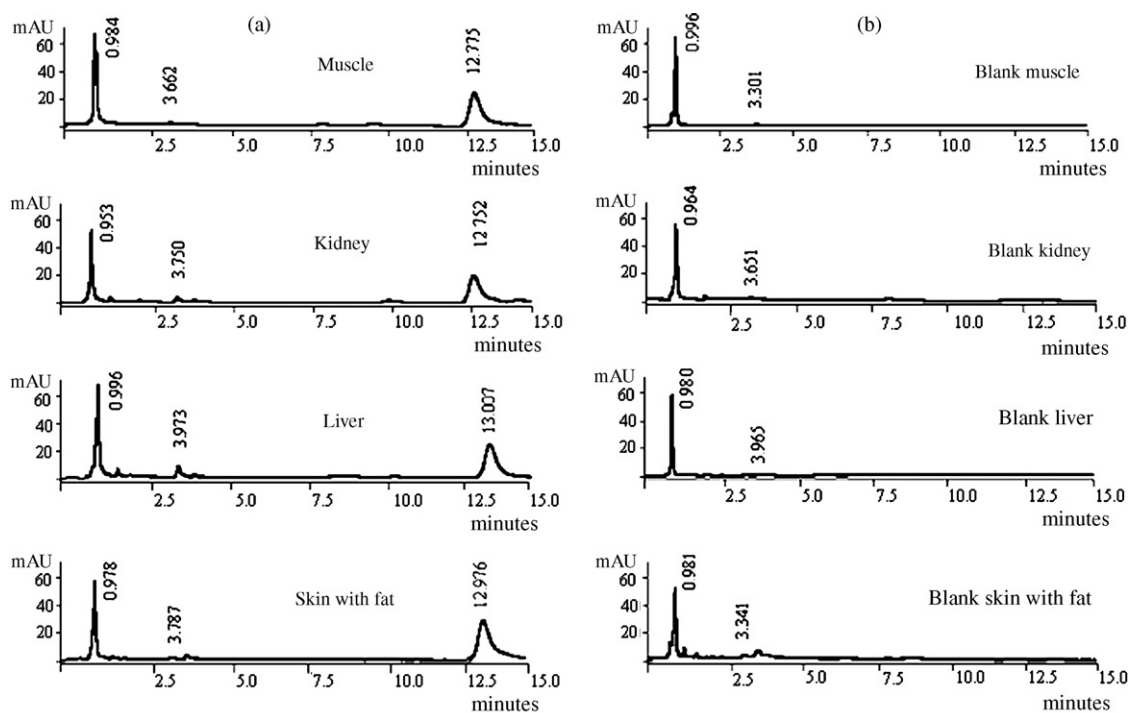 (a)
mAU
60
40
20
0.984
3.662
Muscle
12.775
2.5 5.0 7.5 10.0 12.5 15.0
minutes
(b)
mAU
60
40
20
0.996
3.301
Blank muscle
2.5 5.0 7.5 10.0 12.5 15.0
minutes
mAU
60
40
20
0.953
3.750
Kidney
12.752
2.5 5.0 7.5 10.0 12.5 15.0
minutes
mAU
60
40
20
0.964
3.651
Blank kidney
2.5 5.0 7.5 10.0 12.5 15.0
minutes
mAU
60
40
20
0.996
3.973
Liver
13.007
2.5 5.0 7.5 10.0 12.5 15.0
minutes
mAU
60
40
20
0.980
3.965
Blank liver
2.5 5.0 7.5 10.0 12.5 15.0
minutes
mAU
60
40
20
0.978
3.787
Skin with fat
12.976
2.5 5.0 7.5 10.0 12.5 15.0
minutes
mAU
60
40
20
0.981
3.341
Blank skin with fat
2.5 5.0 7.5 10.0 12.5 15.0
minutes